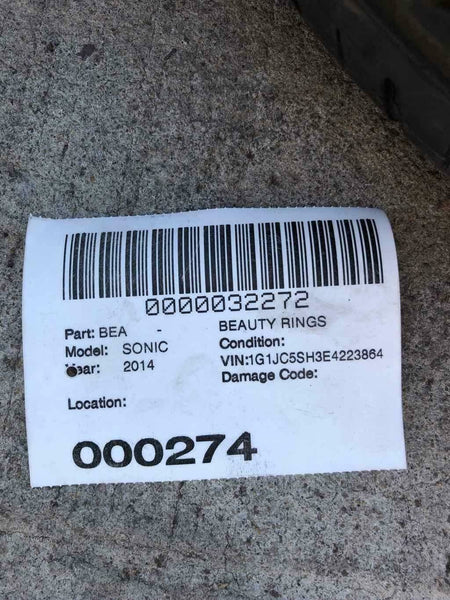 0000032272
Part: BEA - BEAUTY RINGS
Model: SONIC Condition:
Year: 2014 VIN:1G1JC5SH3E4223864
Damage Code:
Location:
000274